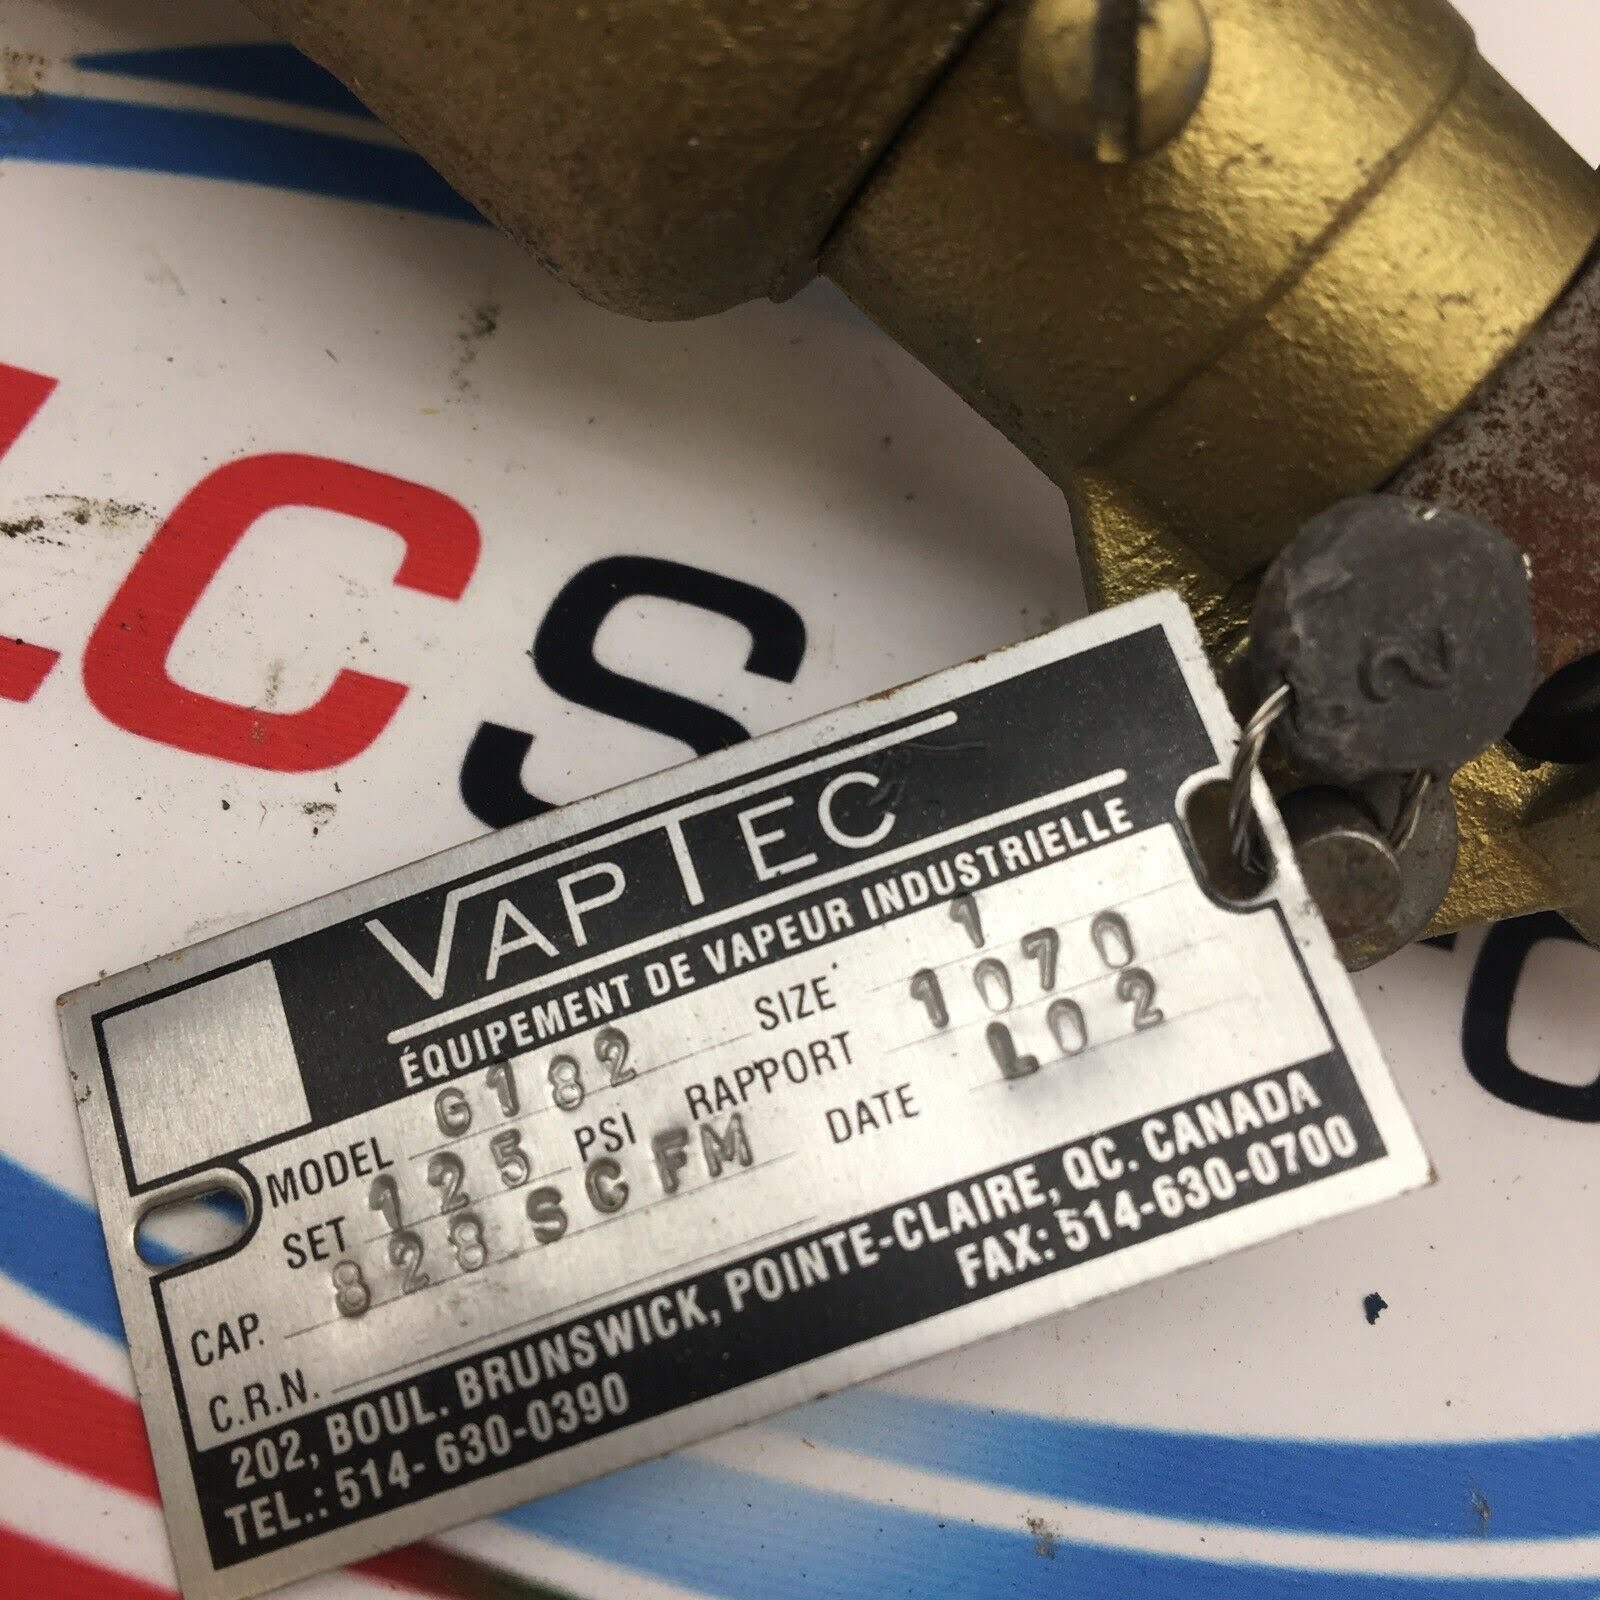 CS
2
VAPTEC
ÉQUIPEMENT DE VAPEUR INDUSTRIELLE
MODEL G182 SIZE 1
SET 125 PSI RAPPORT 1070
CAP. 828 SCFM DATE L02
C.R.N.
202, BOUL. BRUNSWICK, POINTE-CLAIRE, QC. CANADA
TEL.: 514-630-0390 FAX: 514-630-0700